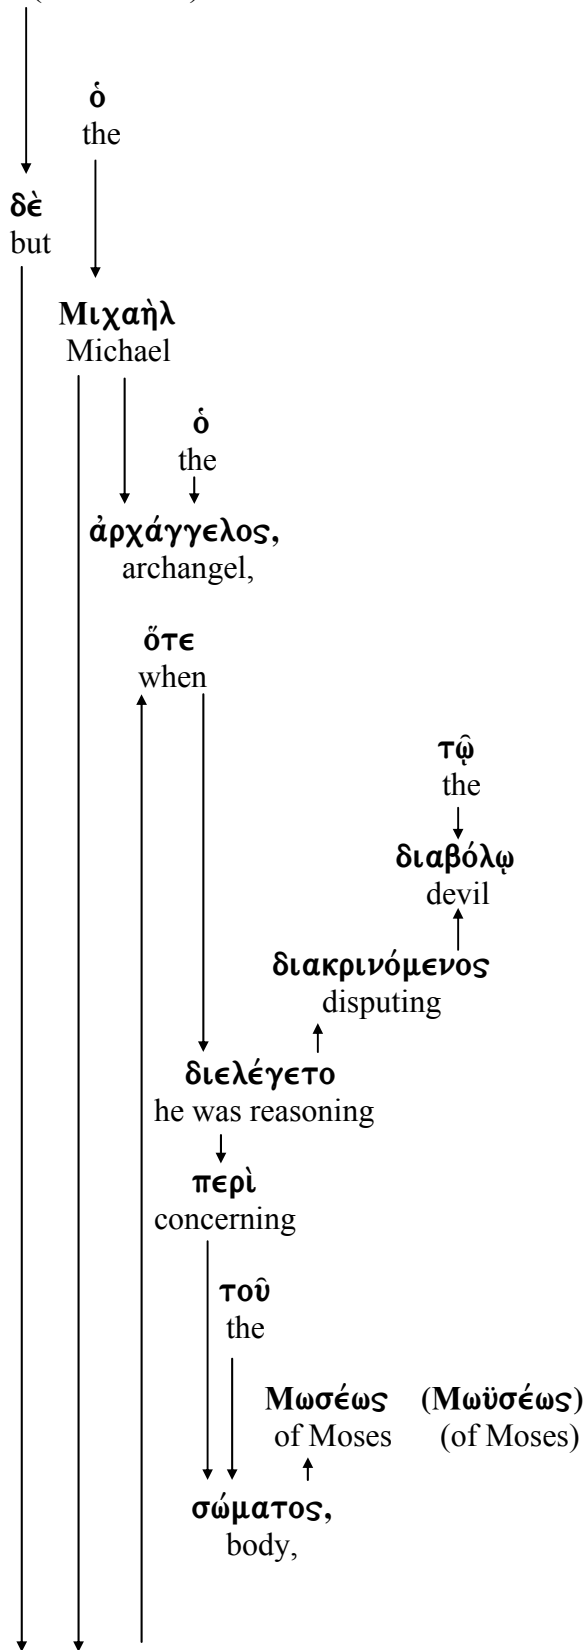 ὁ
the
δὲ
but
Μιχαὴλ
Michael
ὁ
the
ἀρχάγγελος,
archangel,
ὅτε
when
τῷ
the
διαβόλῳ
devil
διακρινόμενος
disputing
διελέγετο
he was reasoning
περὶ
concerning
τοῦ
the
Μωσέως (Μωϋσέως)
of Moses (of Moses)
σώματος,
body,